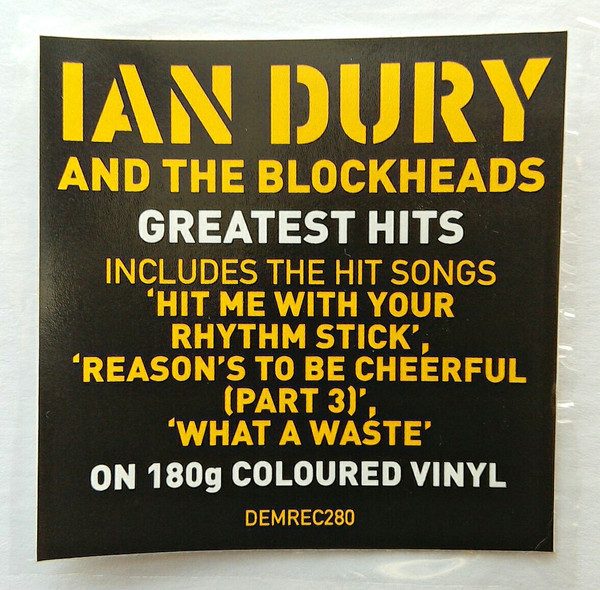 IAN DURY
AND THE BLOCKHEADS
GREATEST HITS
INCLUDES THE HIT SONGS
‘HIT ME WITH YOUR
RHYTHM STICK’,
‘REASON’S TO BE CHEERFUL
(PART 3)’,
‘WHAT A WASTE’
ON 180g COLOURED VINYL
DEMREC280